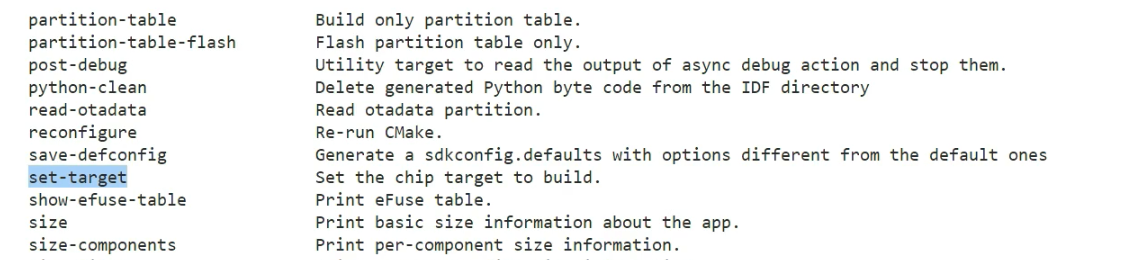 partition-table Build only partition table.
partition-table-flash Flash partition table only.
post-debug Utility target to read the output of async debug action and stop them.
python-clean Delete generated Python byte code from the IDF directory
read-otadata Read otadata partition.
reconfigure Re-run CMake.
save-defconfig Generate a sdkconfig.defaults with options different from the default ones
set-target Set the chip target to build.
show-efuse-table Print eFuse table.
size Print basic size information about the app.
size-components Print per-component size information.